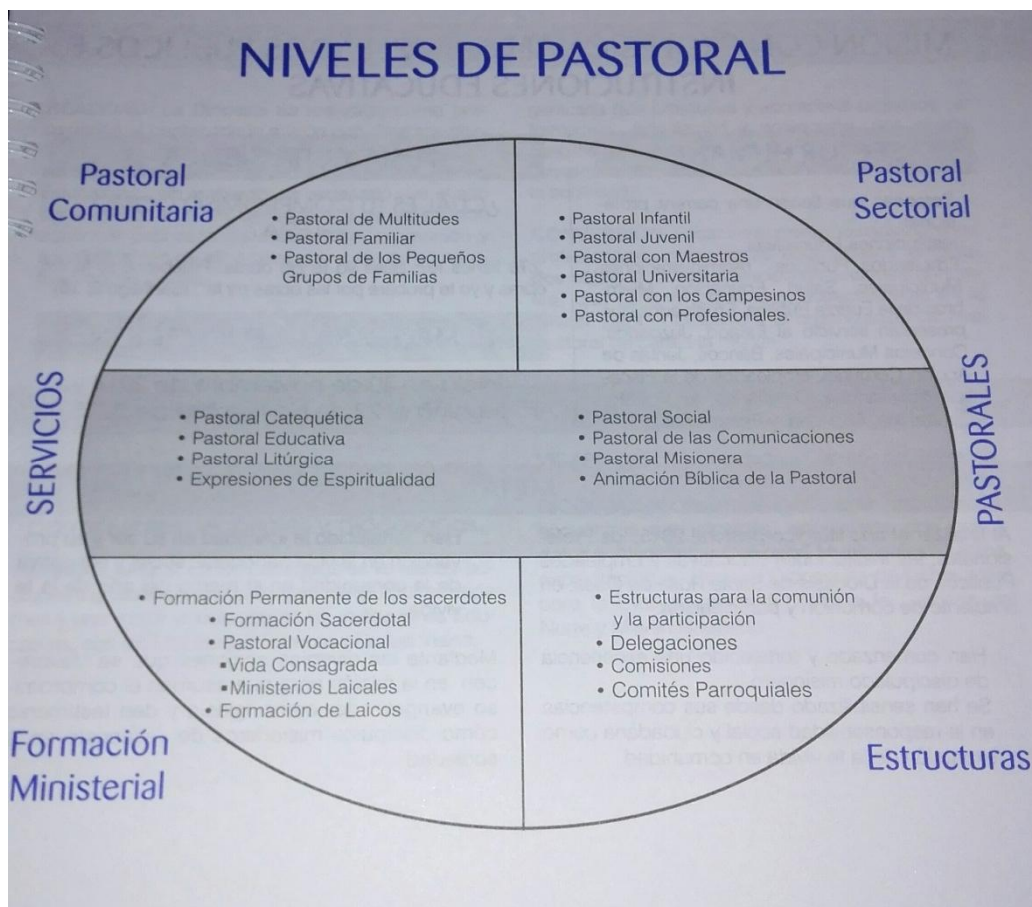 NIVELES DE PASTORAL
Pastoral
Comunitaria
• Pastoral de Multitudes
• Pastoral Familiar
• Pastoral de los Pequeños
Grupos de Familias
Pastoral
Sectorial
• Pastoral Infantil
• Pastoral Juvenil
• Pastoral con Maestros
• Pastoral Universitaria
• Pastoral con los Campesinos
• Pastoral con Profesionales.
SERVICIOS
• Pastoral Catequética
• Pastoral Educativa
• Pastoral Litúrgica
• Expresiones de Espiritualidad
• Pastoral Social
• Pastoral de las Comunicaciones
• Pastoral Misionera
• Animación Bíblica de la Pastoral
PASTORALES
• Formación Permanente de los sacerdotes
• Formación Sacerdotal
• Pastoral Vocacional
▪Vida Consagrada
▪Ministerios Laicales
• Formación de Laicos
Formación
Ministerial
• Estructuras para la comunión
y la participación
• Delegaciones
• Comisiones
• Comités Parroquiales
Estructuras